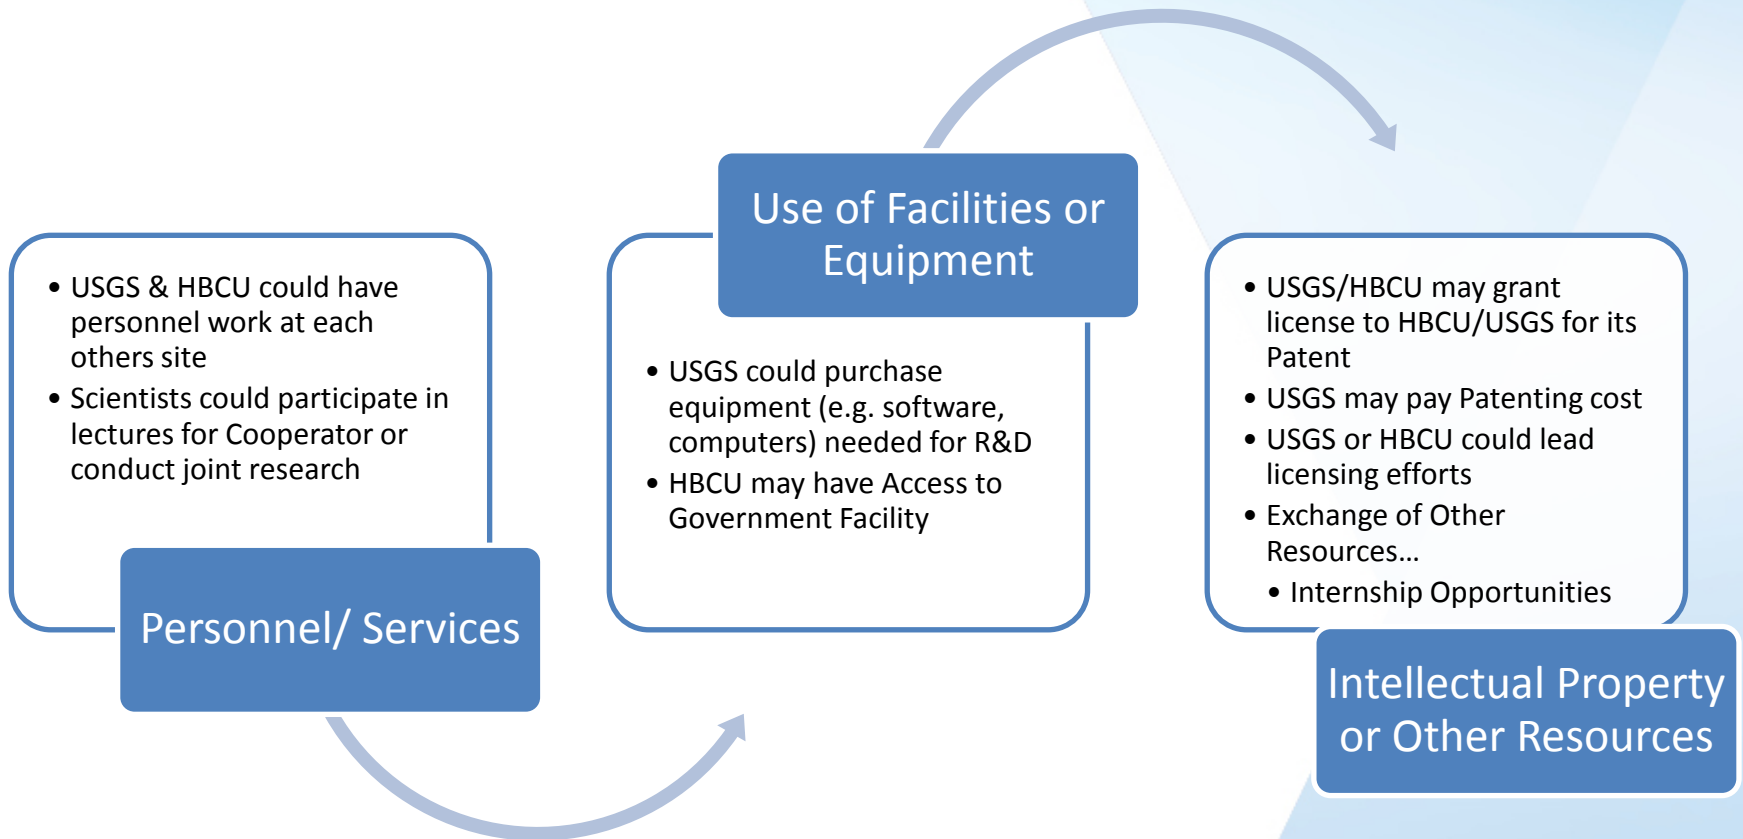 • USGS & HBCU could have
personnel work at each
others site
• Scientists could participate in
lectures for Cooperator or
conduct joint research
Personnel/ Services
Use of Facilities or
Equipment
• USGS could purchase
equipment (e.g. software,
computers) needed for R&D
• HBCU may have Access to
Government Facility
• USGS/HBCU may grant
license to HBCU/USGS for its
Patent
• USGS may pay Patenting cost
• USGS or HBCU could lead
licensing efforts
• Exchange of Other
Resources...
• Internship Opportunities
Intellectual Property
or Other Resources